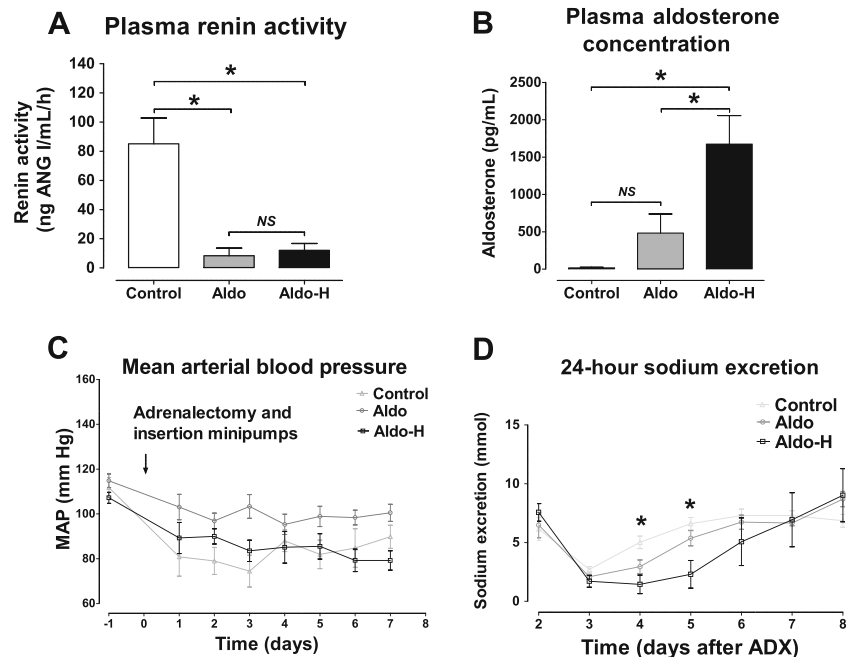 A
Plasma renin activity
Renin activity
(ng ANG I/mL/h)
140
120
100
80
60
40
20
0
*
*
NS
Control
Aldo
Aldo-H
B
Plasma aldosterone
concentration
Aldosterone (pg/mL)
2500
2000
1500
1000
500
0
*
*
NS
Control
Aldo
Aldo-H
C
Mean arterial blood pressure
MAP (mm Hg)
160
140
120
100
80
60
Control
Aldo
Aldo-H
Adrenalectomy and
insertion minipumps
-1 0 1 2 3 4 5 6 7 8
Time (days)
D
24-hour sodium excretion
Sodium excretion (mmol)
15
10
5
0
Control
Aldo
Aldo-H
* *
2 3 4 5 6 7 8
Time (days after ADX)